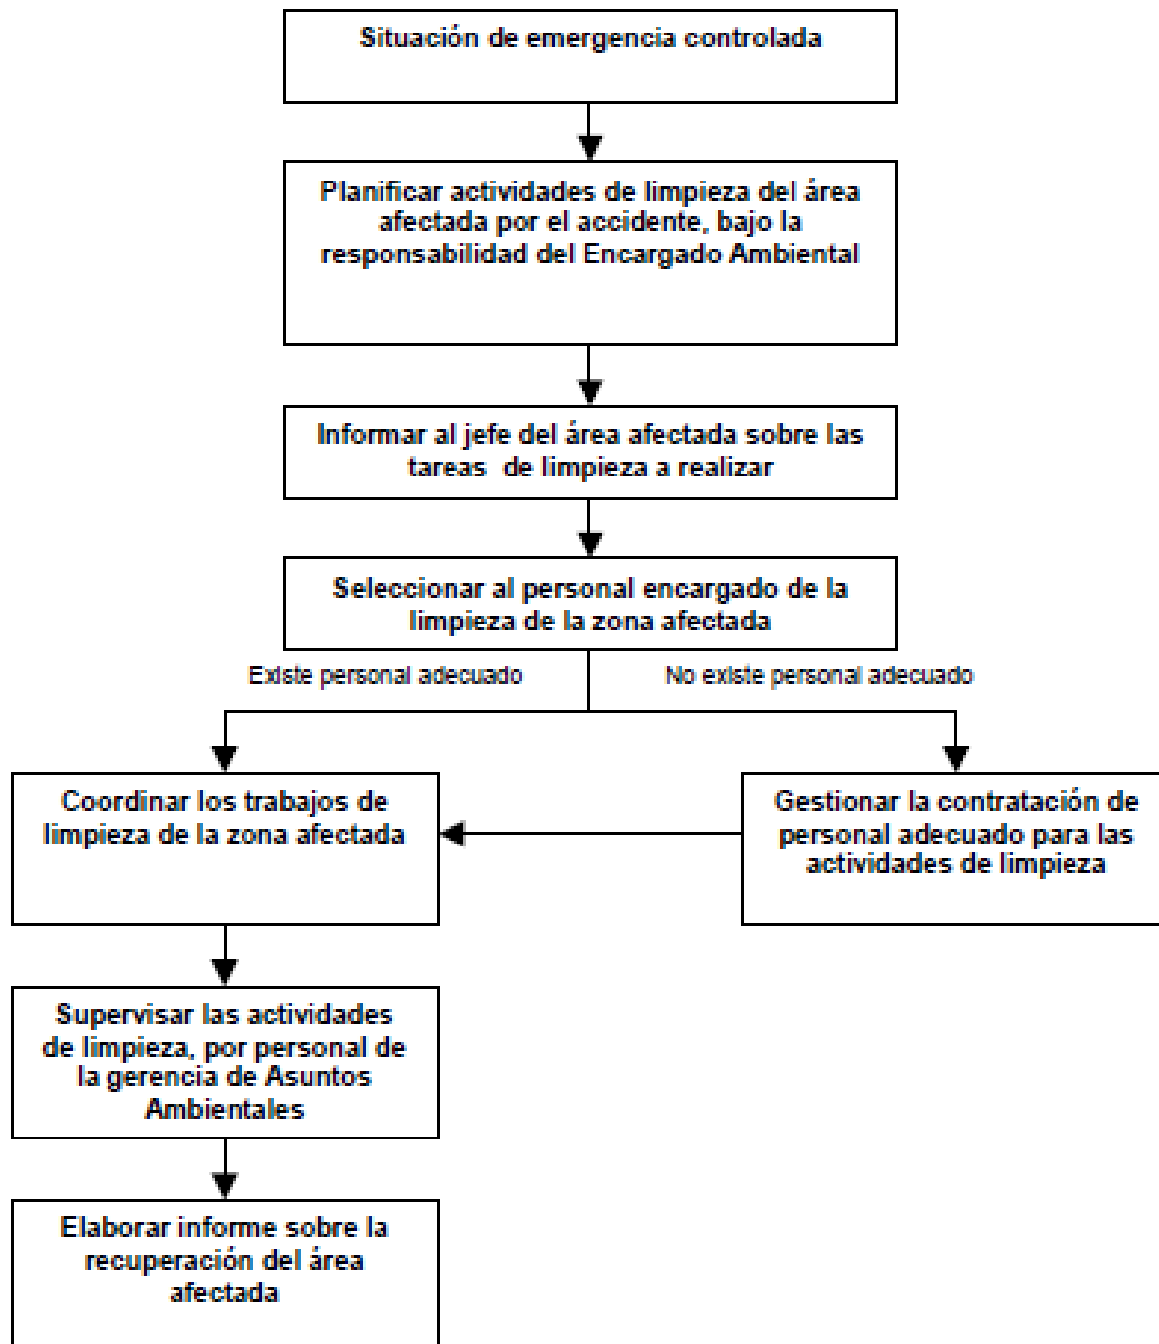 Situación de emergencia controlada
Planificar actividades de limpieza del área
afectada por el accidente, bajo la
responsabilidad del Encargado Ambiental
Informar al jefe del área afectada sobre las
tareas de limpieza a realizar
Seleccionar al personal encargado de la
limpieza de la zona afectada
Existe personal adecuado
No existe personal adecuado
Coordinar los trabajos de
limpieza de la zona afectada
Gestionar la contratación de
personal adecuado para las
actividades de limpieza
Supervisar las actividades
de limpieza, por personal de
la gerencia de Asuntos
Ambientales
Elaborar informe sobre la
recuperación del área
afectada